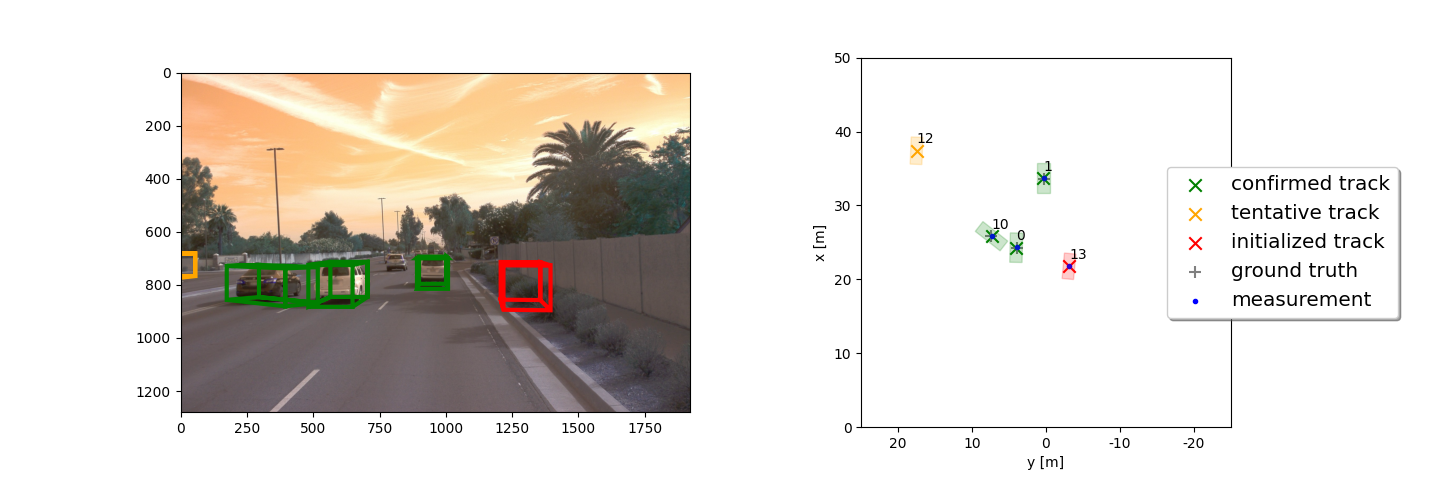 0
200
400
600
800
1000
1200
0 250 500 750 1000 1250 1500 1750
50
40
30
20
10
0
x [m]
20 10 0 -10 -20
y [m]
12
1
10
0
13
confirmed track
tentative track
initialized track
ground truth
measurement